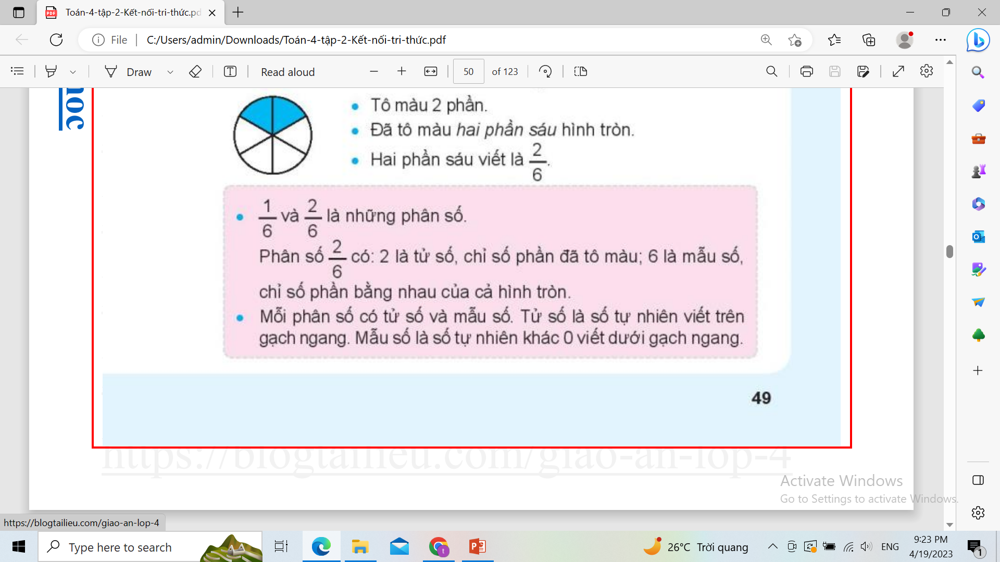 Toán-4-tập-2-Kết-nối-tri-thức.pd
File
C:/Users/admin/Downloads/Toán-4-tập-2-Kết-nối-tri-thức.pdf
Draw
Read aloud
50 of 123
học
• Tô màu 2 phần.
• Đã tô màu hai phần sáu hình tròn.
• Hai phần sáu viết là 2/6.
• 1/6 và 2/6 là những phân số.
Phân số 2/6 có: 2 là tử số, chỉ số phần đã tô màu; 6 là mẫu số,
chỉ số phần bằng nhau của cả hình tròn.
• Mỗi phân số có tử số và mẫu số. Tử số là số tự nhiên viết trên
gạch ngang. Mẫu số là số tự nhiên khác 0 viết dưới gạch ngang.
49
https://blogtailieu.com/giao-an-lop-4
Activate Windows
Go to Settings to activate Windows.
https://blogtailieu.com/giao-an-lop-4
Type here to search
26°C Trời quang
ENG
9:23 PM
4/19/2023
1